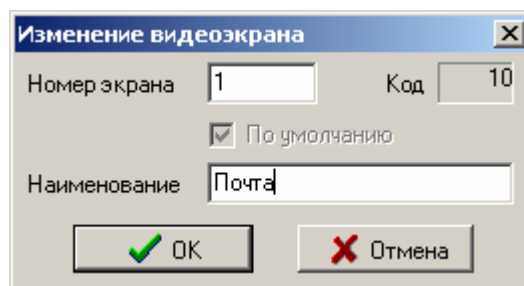 Изменение видеоэкрана
Номер экрана 1 Код 10
По умолчанию
Наименование Почта
OK Отмена